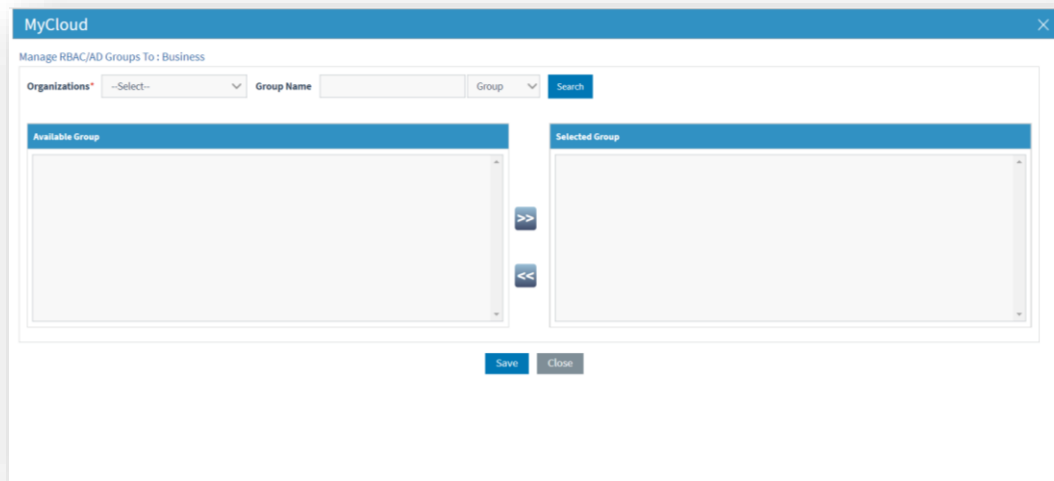 MyCloud
Manage RBAC/AD Groups To : Business
Organizations* --Select-- Group Name Group Search
Available Group Selected Group
>>
<<
Save Close